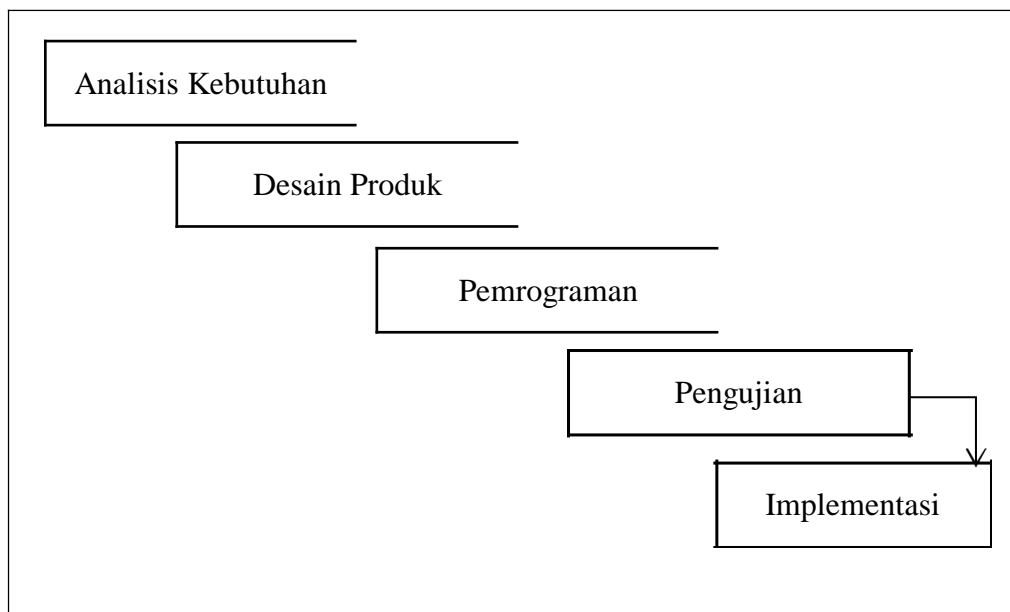 Analisis Kebutuhan
Desain Produk
Pemrograman
Pengujian
Implementasi